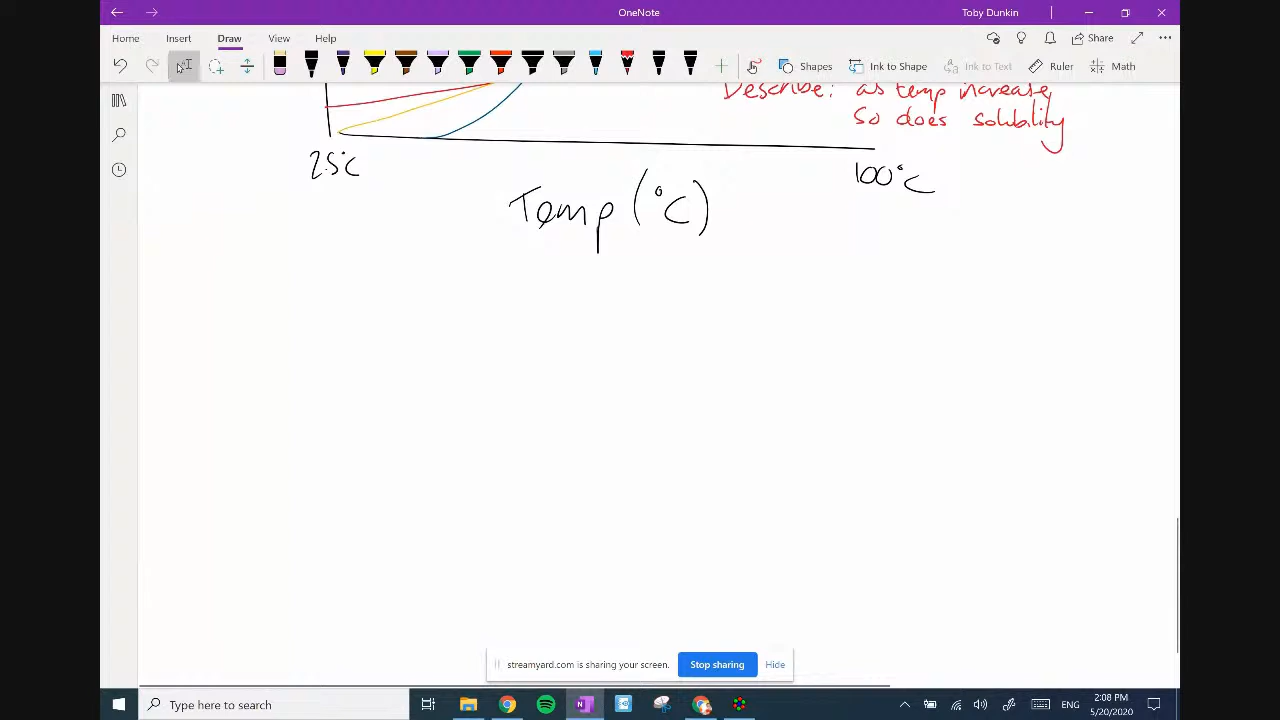 OneNote
Toby Dunkin
Home Insert Draw View Help
Share
Shapes
Ink to Shape
Ink to Text
Ruler
Math
Describe: as temp increase,
so does solubility
25°C
100°C
Temp (°C)
streamyard.com is sharing your screen.
Stop sharing
Hide
Type here to search
ENG
2:08 PM
5/20/2020